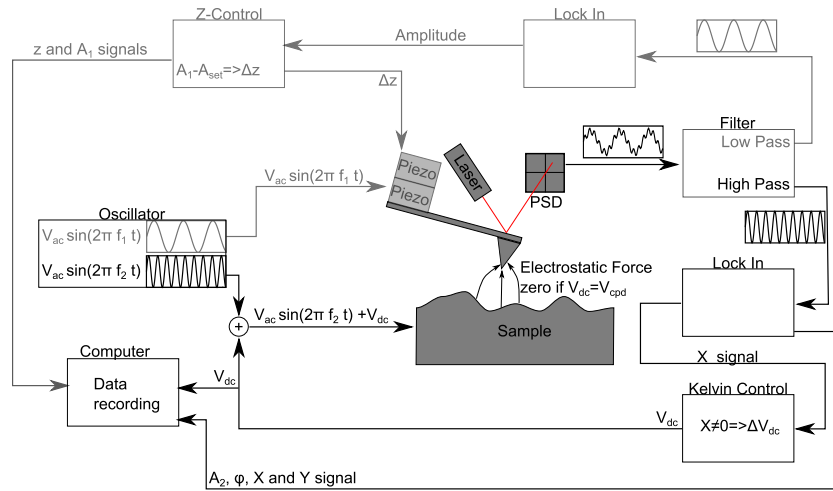 Z-Control
Lock In
z and A₁ signals
Amplitude
A₁-Aset=>Δz
Δz
Filter
Low Pass
High Pass
Laser
Piezo
Piezo
PSD
Vac sin(2π f₁ t)
Oscillator
Vac sin(2π f₁ t)
Vac sin(2π f₂ t)
Electrostatic Force
zero if Vdc=Vcpd
Lock In
+
Vac sin(2π f₂ t) +Vdc
Sample
Computer
Data
recording
Vdc
X signal
Kelvin Control
X≠0=>ΔVdc
Vdc
A₂, φ, X and Y signal